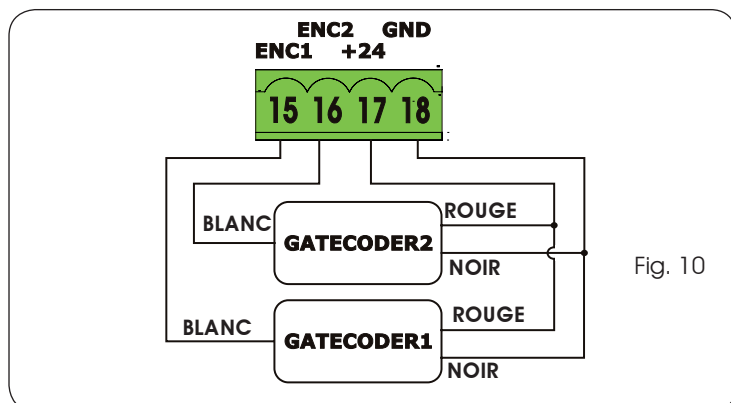 ENC2 GND
ENC1 +24
15 16 17 18
BLANC
ROUGE
GATECODER2
NOIR
Fig. 10
BLANC
ROUGE
GATECODER1
NOIR